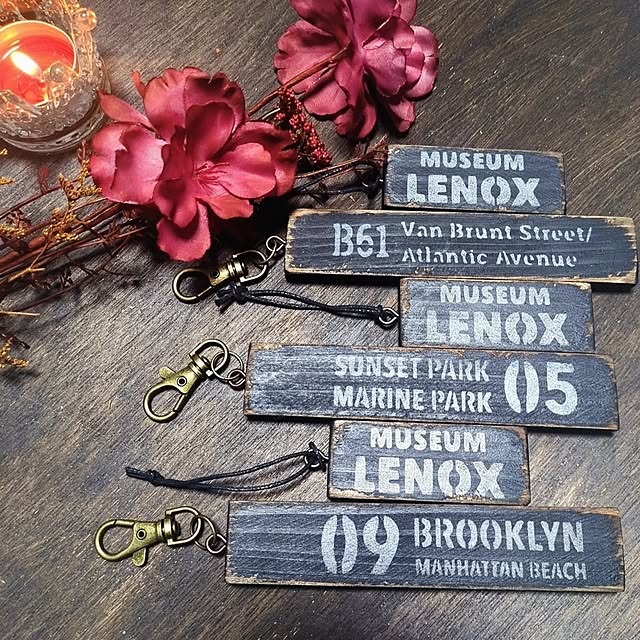 MUSEUM
LENOX
B61 Van Brunt Street/
Atlantic Avenue
MUSEUM
LENOX
SUNSET PARK
MARINE PARK 05
MUSEUM
LENOX
09 BROOKLYN
MANHATTAN BEACH